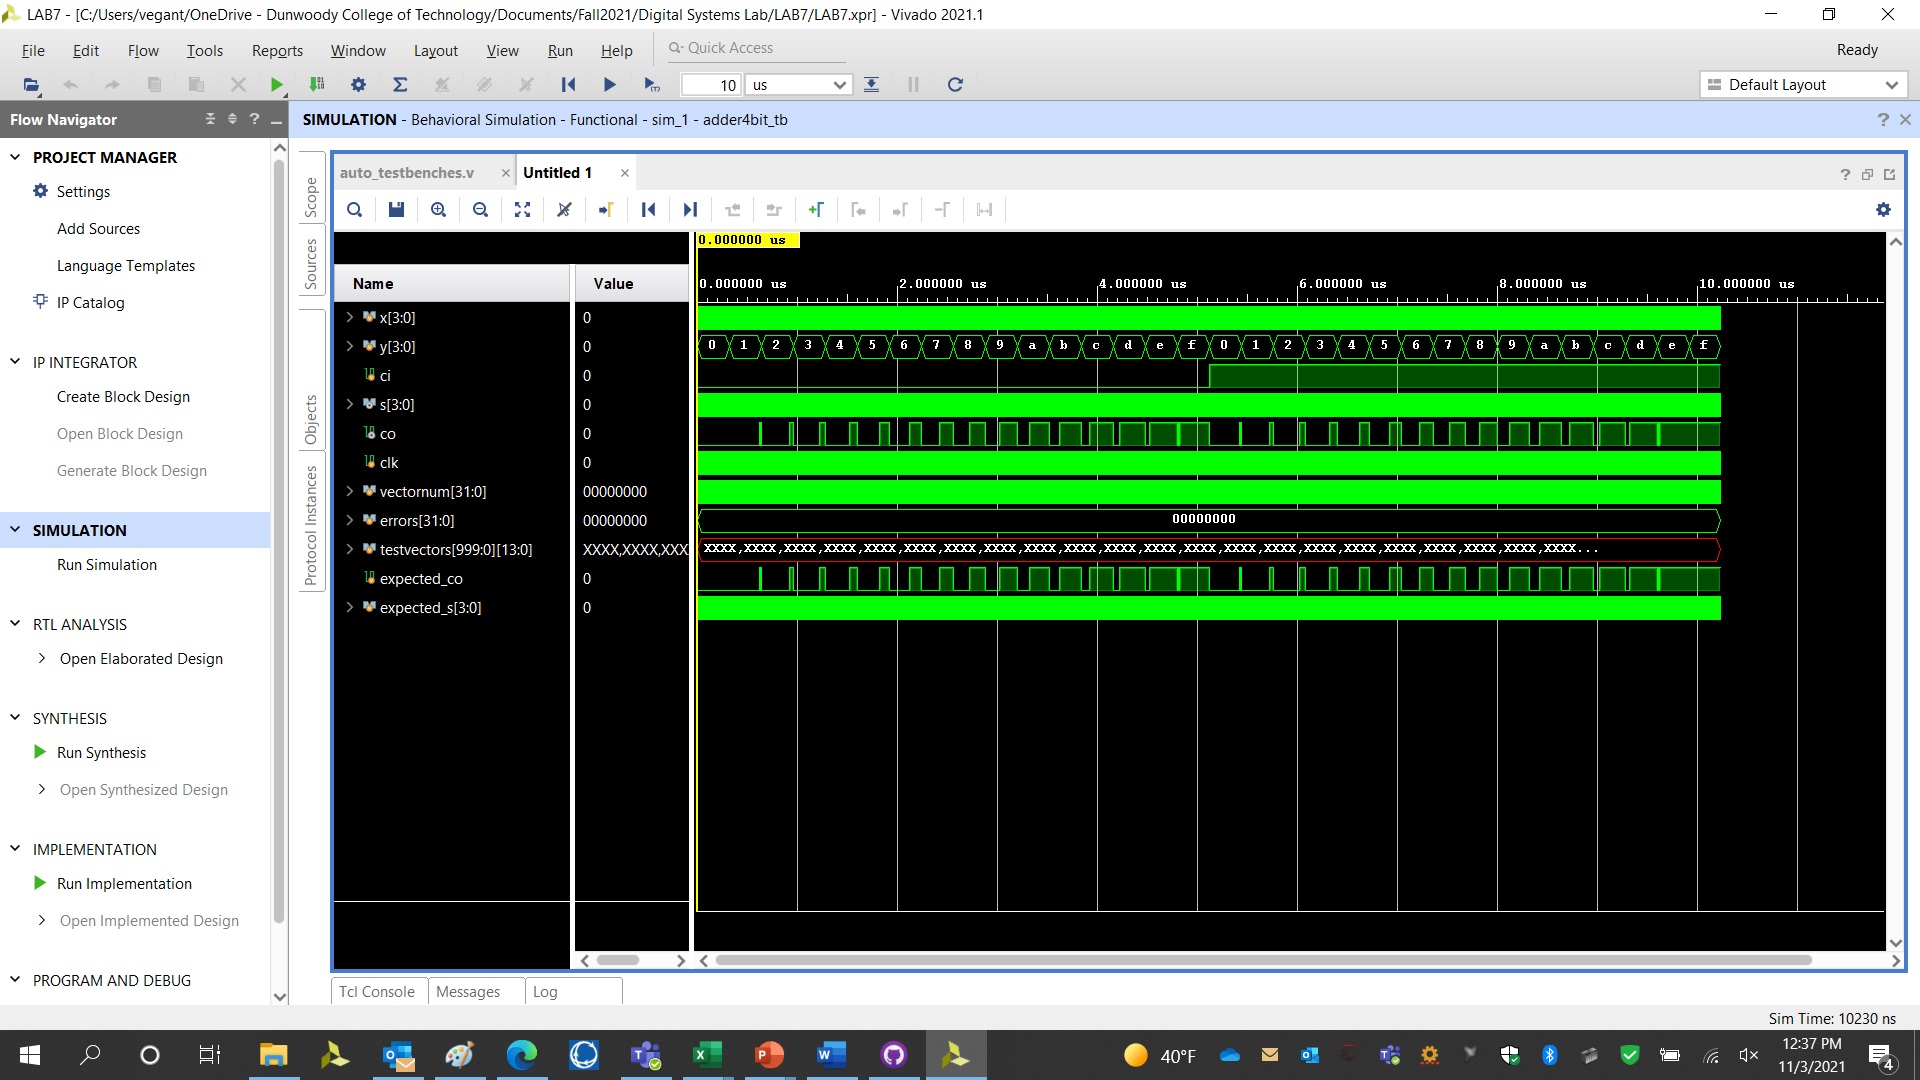 LAB7 - [C:/Users/vegant/OneDrive - Dunwoody College of Technology/Documents/Fall2021/Digital Systems Lab/LAB7/LAB7.xpr] - Vivado 2021.1
File Edit Flow Tools Reports Window Layout View Run Help Quick Access Ready
10 us Default Layout
Flow Navigator
SIMULATION - Behavioral Simulation - Functional - sim_1 - adder4bit_tb
PROJECT MANAGER
Settings
Add Sources
Language Templates
IP Catalog
IP INTEGRATOR
Create Block Design
Open Block Design
Generate Block Design
SIMULATION
Run Simulation
RTL ANALYSIS
Open Elaborated Design
SYNTHESIS
Run Synthesis
Open Synthesized Design
IMPLEMENTATION
Run Implementation
Open Implemented Design
PROGRAM AND DEBUG
Scope
Sources
Objects
Protocol Instances
auto_testbenches.v Untitled 1
0.000000 us
Name Value 0.000000 us 2.000000 us 4.000000 us 6.000000 us 8.000000 us 10.000000 us
x[3:0] 0
y[3:0] 0 0 1 2 3 4 5 6 7 8 9 a b c d e f 0 1 2 3 4 5 6 7 8 9 a b c d e f
ci 0
s[3:0] 0
co 0
clk 0
vectornum[31:0] 00000000
errors[31:0] 00000000 00000000
testvectors[999:0][13:0] XXXX,XXXX,XXX XXXX,XXXX,XXXX,XXXX,XXXX,XXXX,XXXX,XXXX,XXXX,XXXX,XXXX,XXXX,XXXX,XXXX,XXXX,XXXX,XXXX,XXXX,XXXX,XXXX,XXXX,XXXX...
expected_co 0
expected_s[3:0] 0
Tcl Console Messages Log
Sim Time: 10230 ns
40°F
12:37 PM
11/3/2021
4